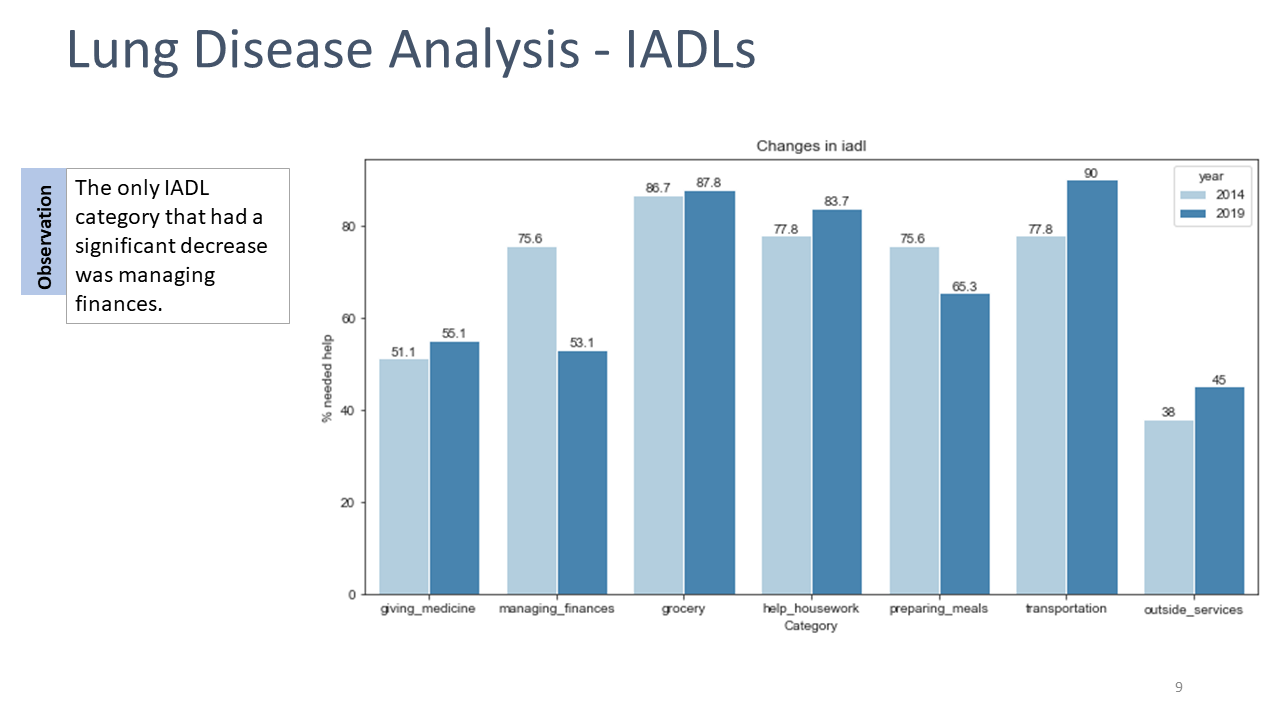 Lung Disease Analysis - IADLs
Observation
The only IADL
category that had a
significant decrease
was managing
finances.
Changes in iadl
year
2014
2019
% needed help
80
60
40
20
0
51.1
55.1
75.6
53.1
86.7
87.8
77.8
83.7
75.6
65.3
77.8
90
38
45
giving_medicine
managing_finances
grocery
help_housework
preparing_meals
transportation
outside_services
Category
9